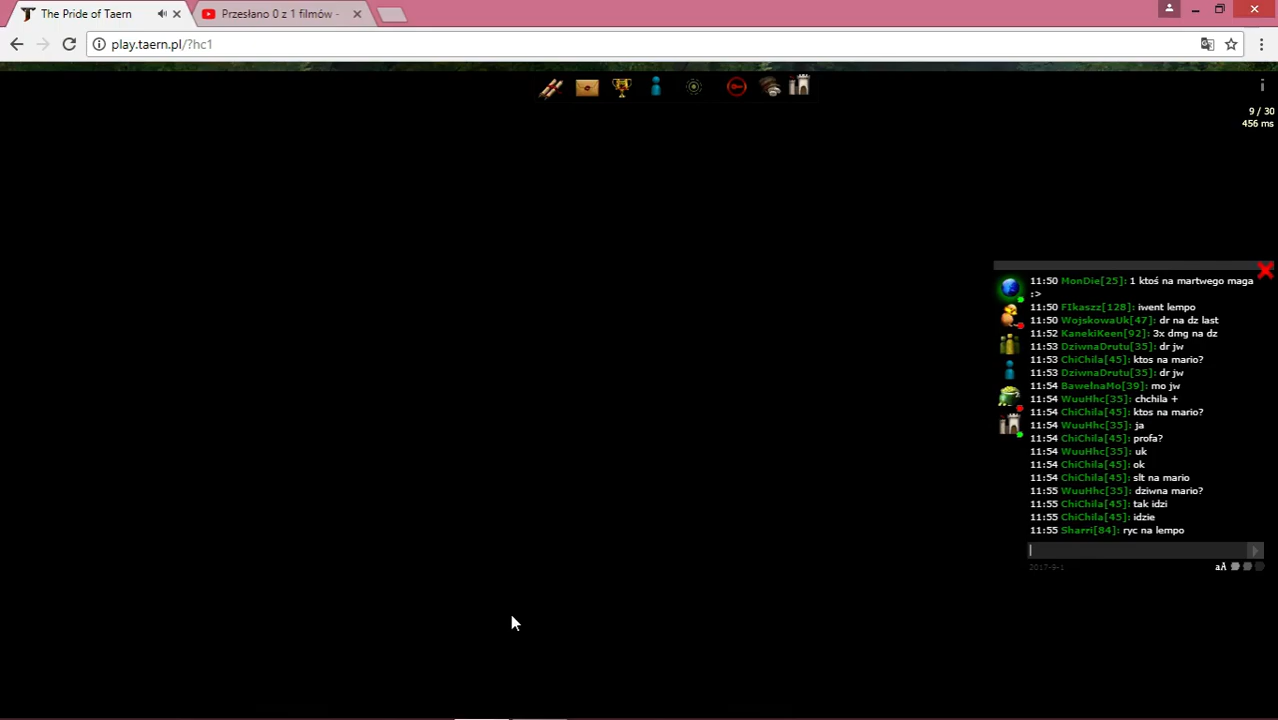 The Pride of Taern
Przesłano 0 z 1 filmów -
play.taern.pl/?hc1
9 / 30
456 ms
11:50 MonDie[25]: 1 ktoś na martwego maga
:>
11:50 FIkaszz[128]: iwent lempo
11:50 WojskowaUk[47]: dr na dz last
11:52 KanekiKeen[92]: 3x dmg na dz
11:53 DziwnaDrutu[35]: dr jw
11:53 ChiChila[45]: ktos na mario?
11:53 DziwnaDrutu[35]: dr jw
11:54 BawełnaMo[39]: mo jw
11:54 WuuHhc[35]: chchila +
11:54 ChiChila[45]: ktos na mario?
11:54 WuuHhc[35]: ja
11:54 ChiChila[45]: profa?
11:54 WuuHhc[35]: uk
11:54 ChiChila[45]: ok
11:54 ChiChila[45]: slt na mario
11:55 WuuHhc[35]: dziwna mario?
11:55 ChiChila[45]: tak idzi
11:55 ChiChila[45]: idzie
11:55 Sharri[84]: ryc na lempo
2017-9-1
aA